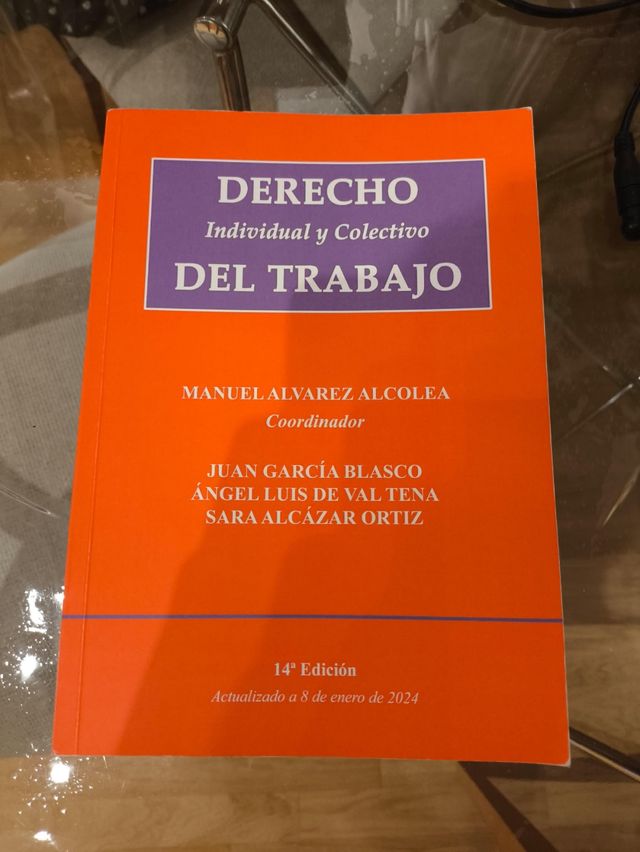 DERECHO
Individual y Colectivo
DEL TRABAJO
MANUEL ALVAREZ ALCOLEA
Coordinador
JUAN GARCÍA BLASCO
ÁNGEL LUIS DE VAL TENA
SARA ALCÁZAR ORTIZ
14ª Edición
Actualizado a 8 de enero de 2024